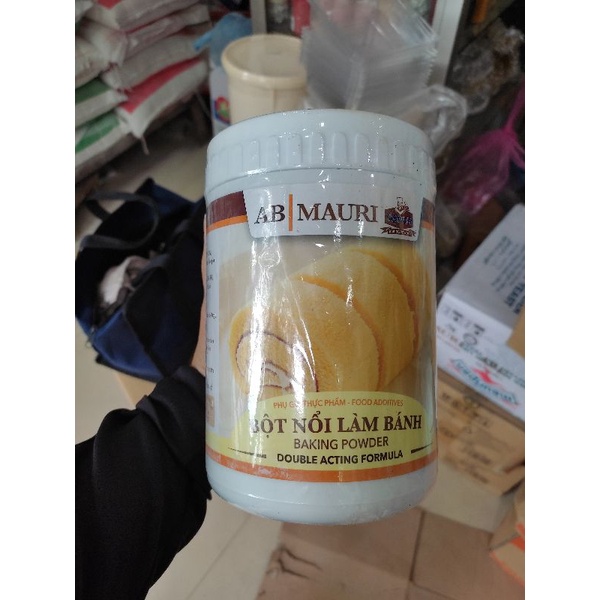 AB | MAURI
PHỤ GIA THỰC PHẨM - FOOD ADDITIVES
BỘT NỔI LÀM BÁNH
BAKING POWDER
DOUBLE ACTING FORMULA